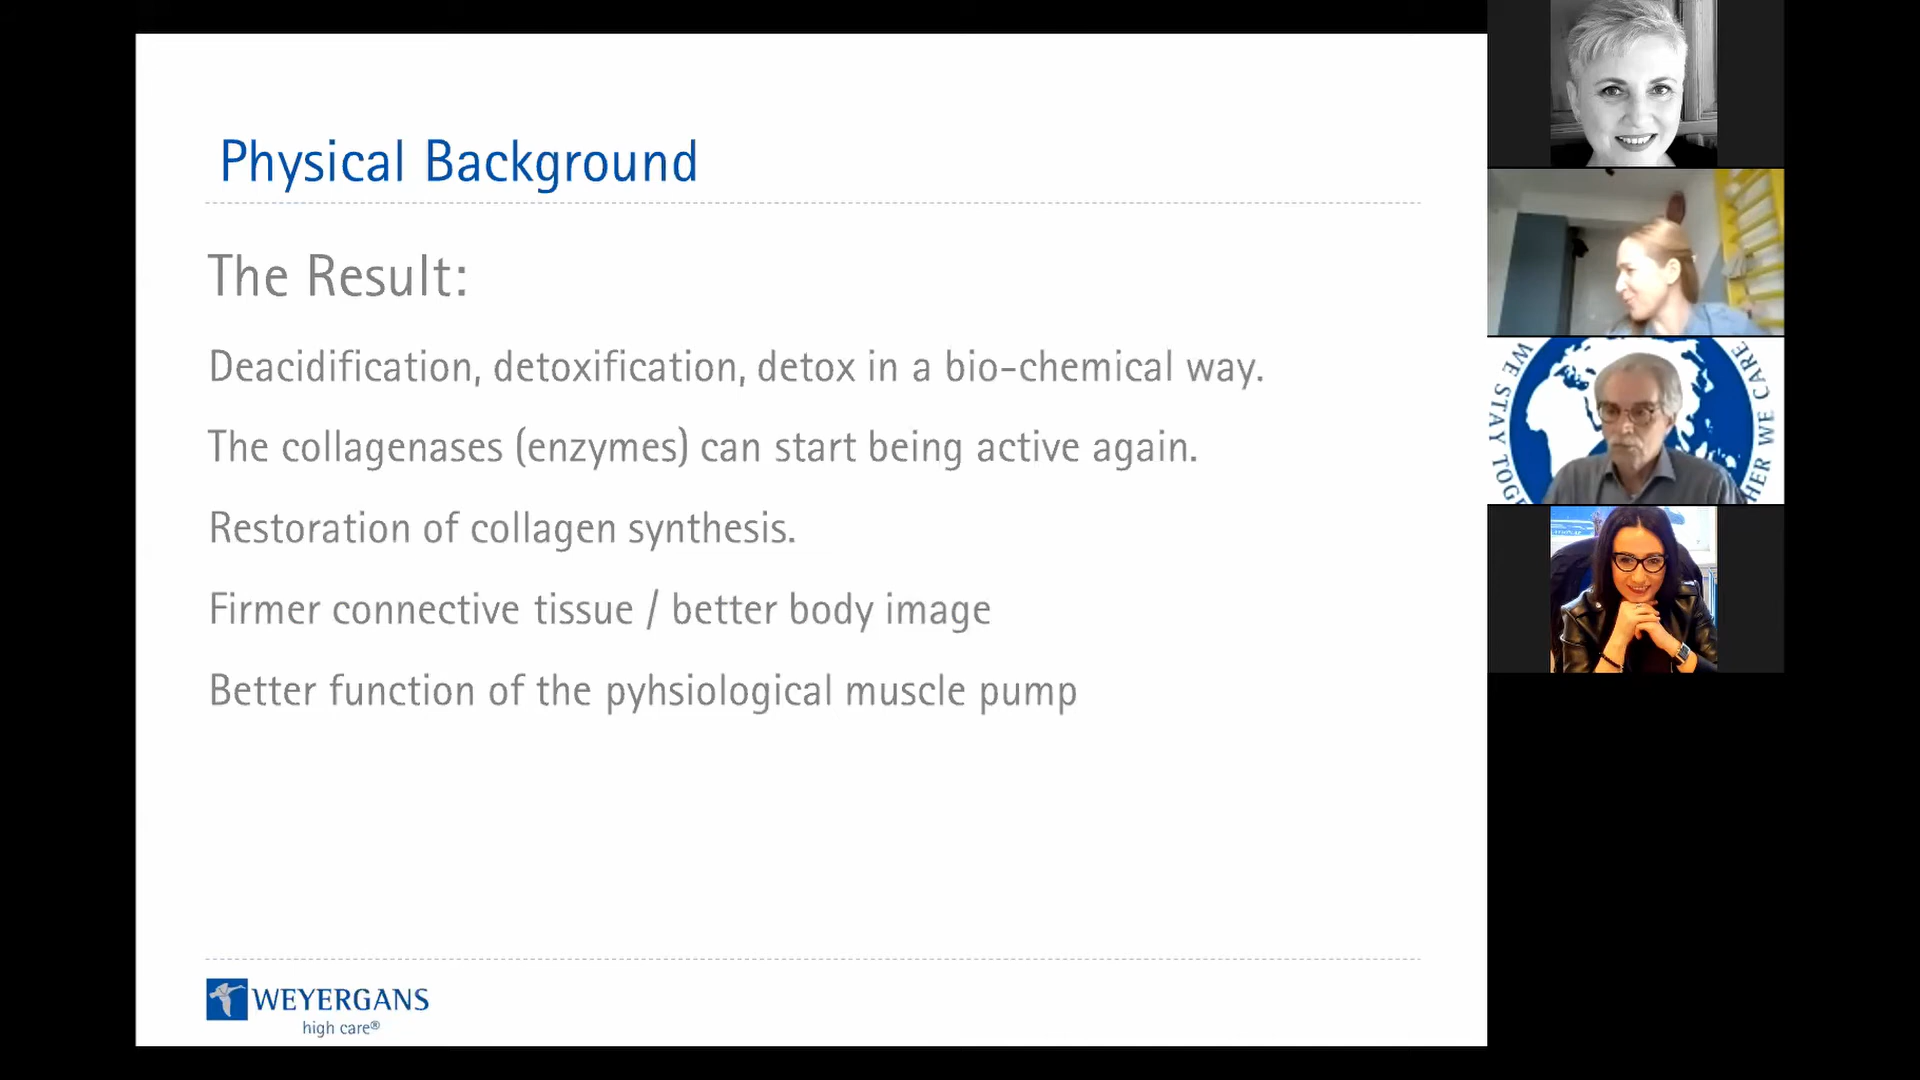 Physical Background
The Result:
Deacidification, detoxification, detox in a bio-chemical way.
The collagenases (enzymes) can start being active again.
Restoration of collagen synthesis.
Firmer connective tissue / better body image
Better function of the pyhsiological muscle pump
WEYERGANS
high care®
WE STAY TOG
HER WE CARE